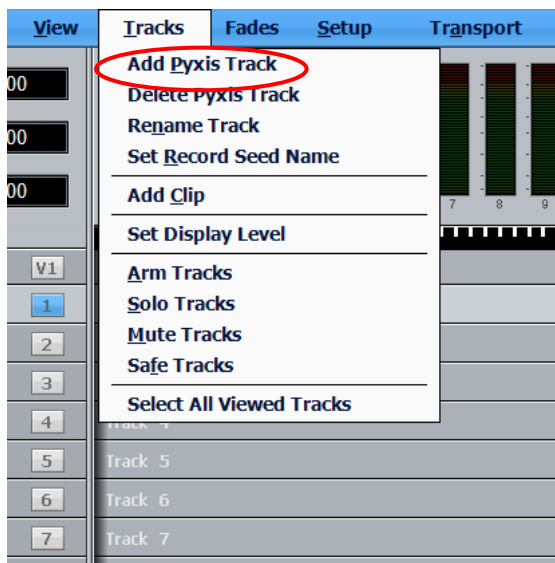 View Tracks Fades Setup Transport
Add Pyxis Track
00
Delete Pyxis Track
Rename Track
00
Set Record Seed Name
00
Add Clip
7 8 9
Set Display Level
V1
Arm Tracks
1
Solo Tracks
2
Mute Tracks
Safe Tracks
3
Select All Viewed Tracks
4 Track 4
5 Track 5
6 Track 6
7 Track 7